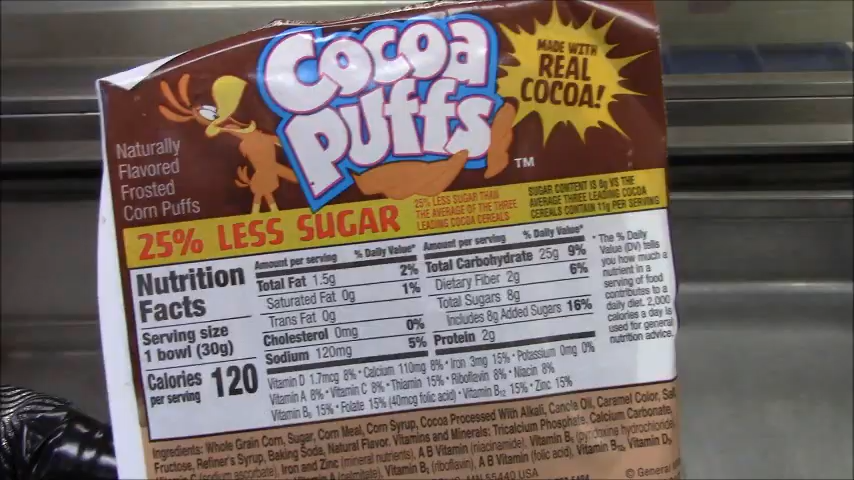 Cocoa
Puffs
TM
MADE WITH
REAL
COCOA!
Naturally
Flavored
Frosted
Corn Puffs
25% LESS SUGAR
25% LESS SUGAR THAN
THE AVERAGE OF THE THREE
LEADING COCOA CEREALS
SUGAR CONTENT IS 8g VS THE
AVERAGE THREE LEADING COCOA
CEREALS CONTAIN 11g PER SERVING
Nutrition
Facts
Serving size
1 bowl (30g)
Calories 120
per serving
Amount per serving % Daily Value*
Total Fat 1.5g 2%
Saturated Fat 0g 1%
Trans Fat 0g
Cholesterol 0mg 0%
Sodium 120mg 5%
Amount per serving % Daily Value*
Total Carbohydrate 25g 9%
Dietary Fiber 2g 6%
Total Sugars 8g
Includes 8g Added Sugars 16%
Protein 2g
Vitamin D 1.7mcg 8% • Calcium 110mg 8% • Iron 3mg 15% • Potassium 0mg 0%
Vitamin A 8% • Vitamin C 8% • Thiamin 15% • Riboflavin 8% • Niacin 8%
Vitamin B6 15% • Folate 15% (40mcg folic acid) • Vitamin B12 15% • Zinc 15%
* The % Daily
Value (DV) tells
you how much a
nutrient in a
serving of food
contributes to a
daily diet. 2,000
calories a day is
used for general
nutrition advice.
Ingredients: Whole Grain Corn, Sugar, Corn Meal, Corn Syrup, Cocoa Processed With Alkali, Canola Oil, Caramel Color, Salt
Fructose, Refiner's Syrup, Baking Soda, Natural Flavor. Vitamins and Minerals: Tricalcium Phosphate, Calcium Carbonate,
(sodium ascorbate), Iron and Zinc (mineral nutrients), A B Vitamin (niacinamide), Vitamin B6 (pyridoxine hydrochloride)
(palmitate), Vitamin B2 (riboflavin), A B Vitamin (folic acid), Vitamin B12, Vitamin D3
MN 55440 USA
© General